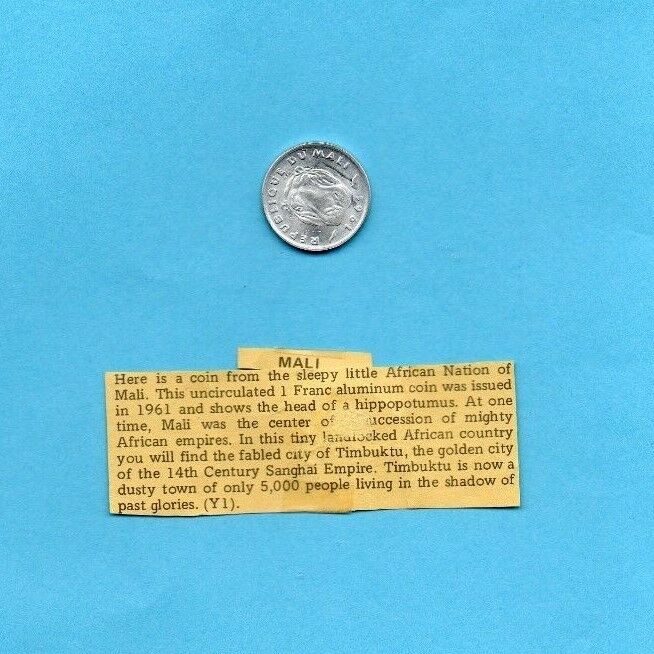 REPUBLIQUE DU MALI
1961
MALI
Here is a coin from the sleepy little African Nation of
Mali. This uncirculated 1 Franc aluminum coin was issued
in 1961 and shows the head of a hippopotumus. At one
time, Mali was the center of succession of mighty
African empires. In this tiny landlocked African country
you will find the fabled city of Timbuktu, the golden city
of the 14th Century Sanghai Empire. Timbuktu is now a
dusty town of only 5,000 people living in the shadow of
past glories. (Y1).